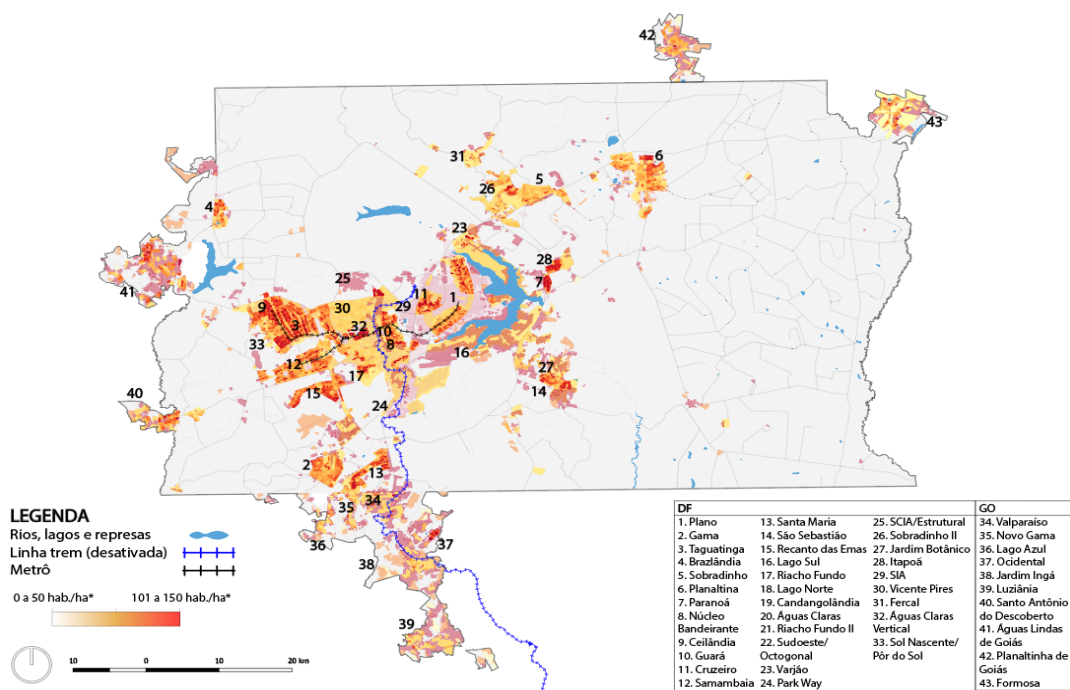 42
43
31
6
5
26
4
23
28
41
25
7
11
1
9
30
29
3
32
10
33
8
16
12
27
17
40
15
14
24
2
13
34
35
36
37
38
39
LEGENDA
Rios, lagos e represas
Linha trem (desativada)
Metrô
0 a 50 hab./ha* 101 a 150 hab./ha*
10 0 10 20 km
DF
1. Plano
2. Gama
3. Taguatinga
4. Brazlândia
5. Sobradinho
6. Planaltina
7. Paranoá
8. Núcleo
Bandeirante
9. Ceilândia
10. Guará
11. Cruzeiro
12. Samambaia
13. Santa Maria
14. São Sebastião
15. Recanto das Emas
16. Lago Sul
17. Riacho Fundo
18. Lago Norte
19. Candangolândia
20. Águas Claras
21. Riacho Fundo II
22. Sudoeste/
Octogonal
23. Varjão
24. Park Way
25. SCIA/Estrutural
26. Sobradinho II
27. Jardim Botânico
28. Itapoã
29. SIA
30. Vicente Pires
31. Fercal
32. Águas Claras
Vertical
33. Sol Nascente/
Pôr do Sol
GO
34. Valparaíso
35. Novo Gama
36. Lago Azul
37. Ocidental
38. Jardim Ingá
39. Luziânia
40. Santo Antônio
do Descoberto
41. Águas Lindas
de Goiás
42. Planaltinha de
Goiás
43. Formosa